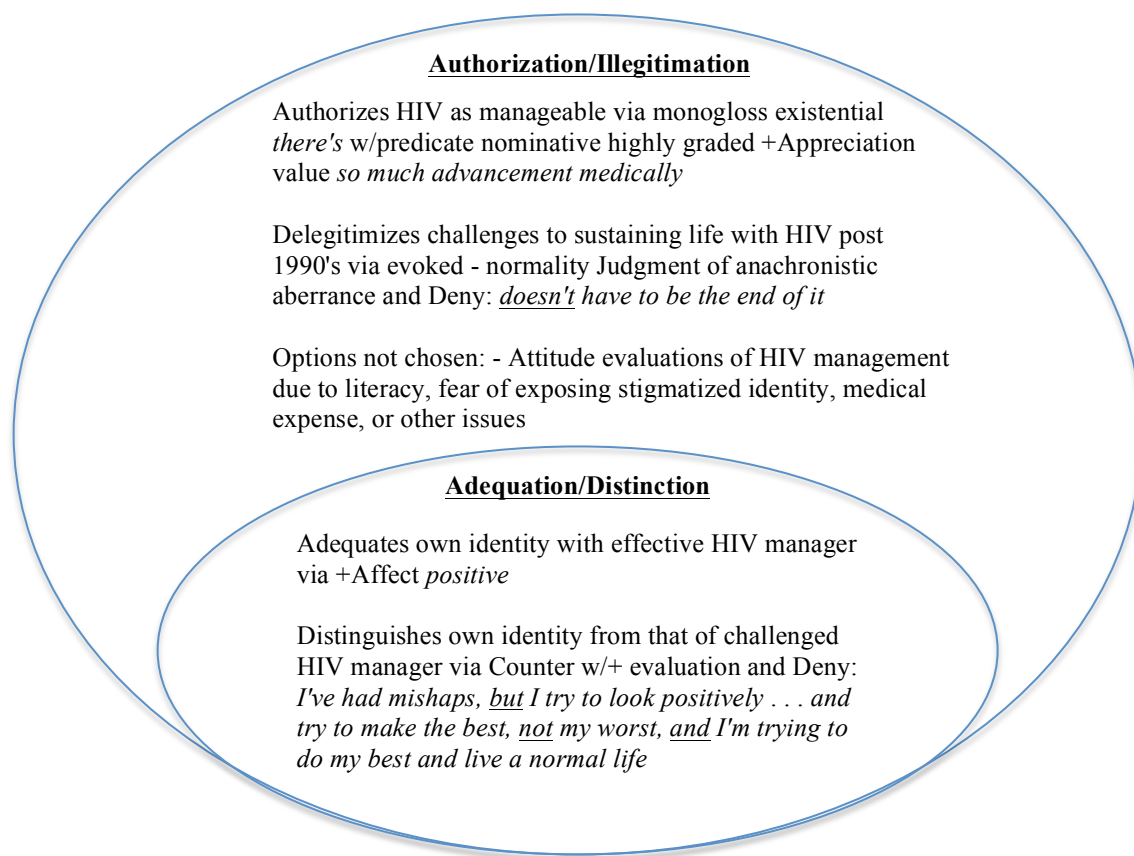 Authorization/Illegitimation
Authorizes HIV as manageable via monogloss existential
there's w/predicate nominative highly graded +Appreciation
value so much advancement medically
Delegitimizes challenges to sustaining life with HIV post
1990's via evoked - normality Judgment of anachronistic
aberrance and Deny: doesn't have to be the end of it
Options not chosen: - Attitude evaluations of HIV management
due to literacy, fear of exposing stigmatized identity, medical
expense, or other issues
Adequation/Distinction
Adequates own identity with effective HIV manager
via +Affect positive
Distinguishes own identity from that of challenged
HIV manager via Counter w/+ evaluation and Deny:
I've had mishaps, but I try to look positively . . . and
try to make the best, not my worst, and I'm trying to
do my best and live a normal life